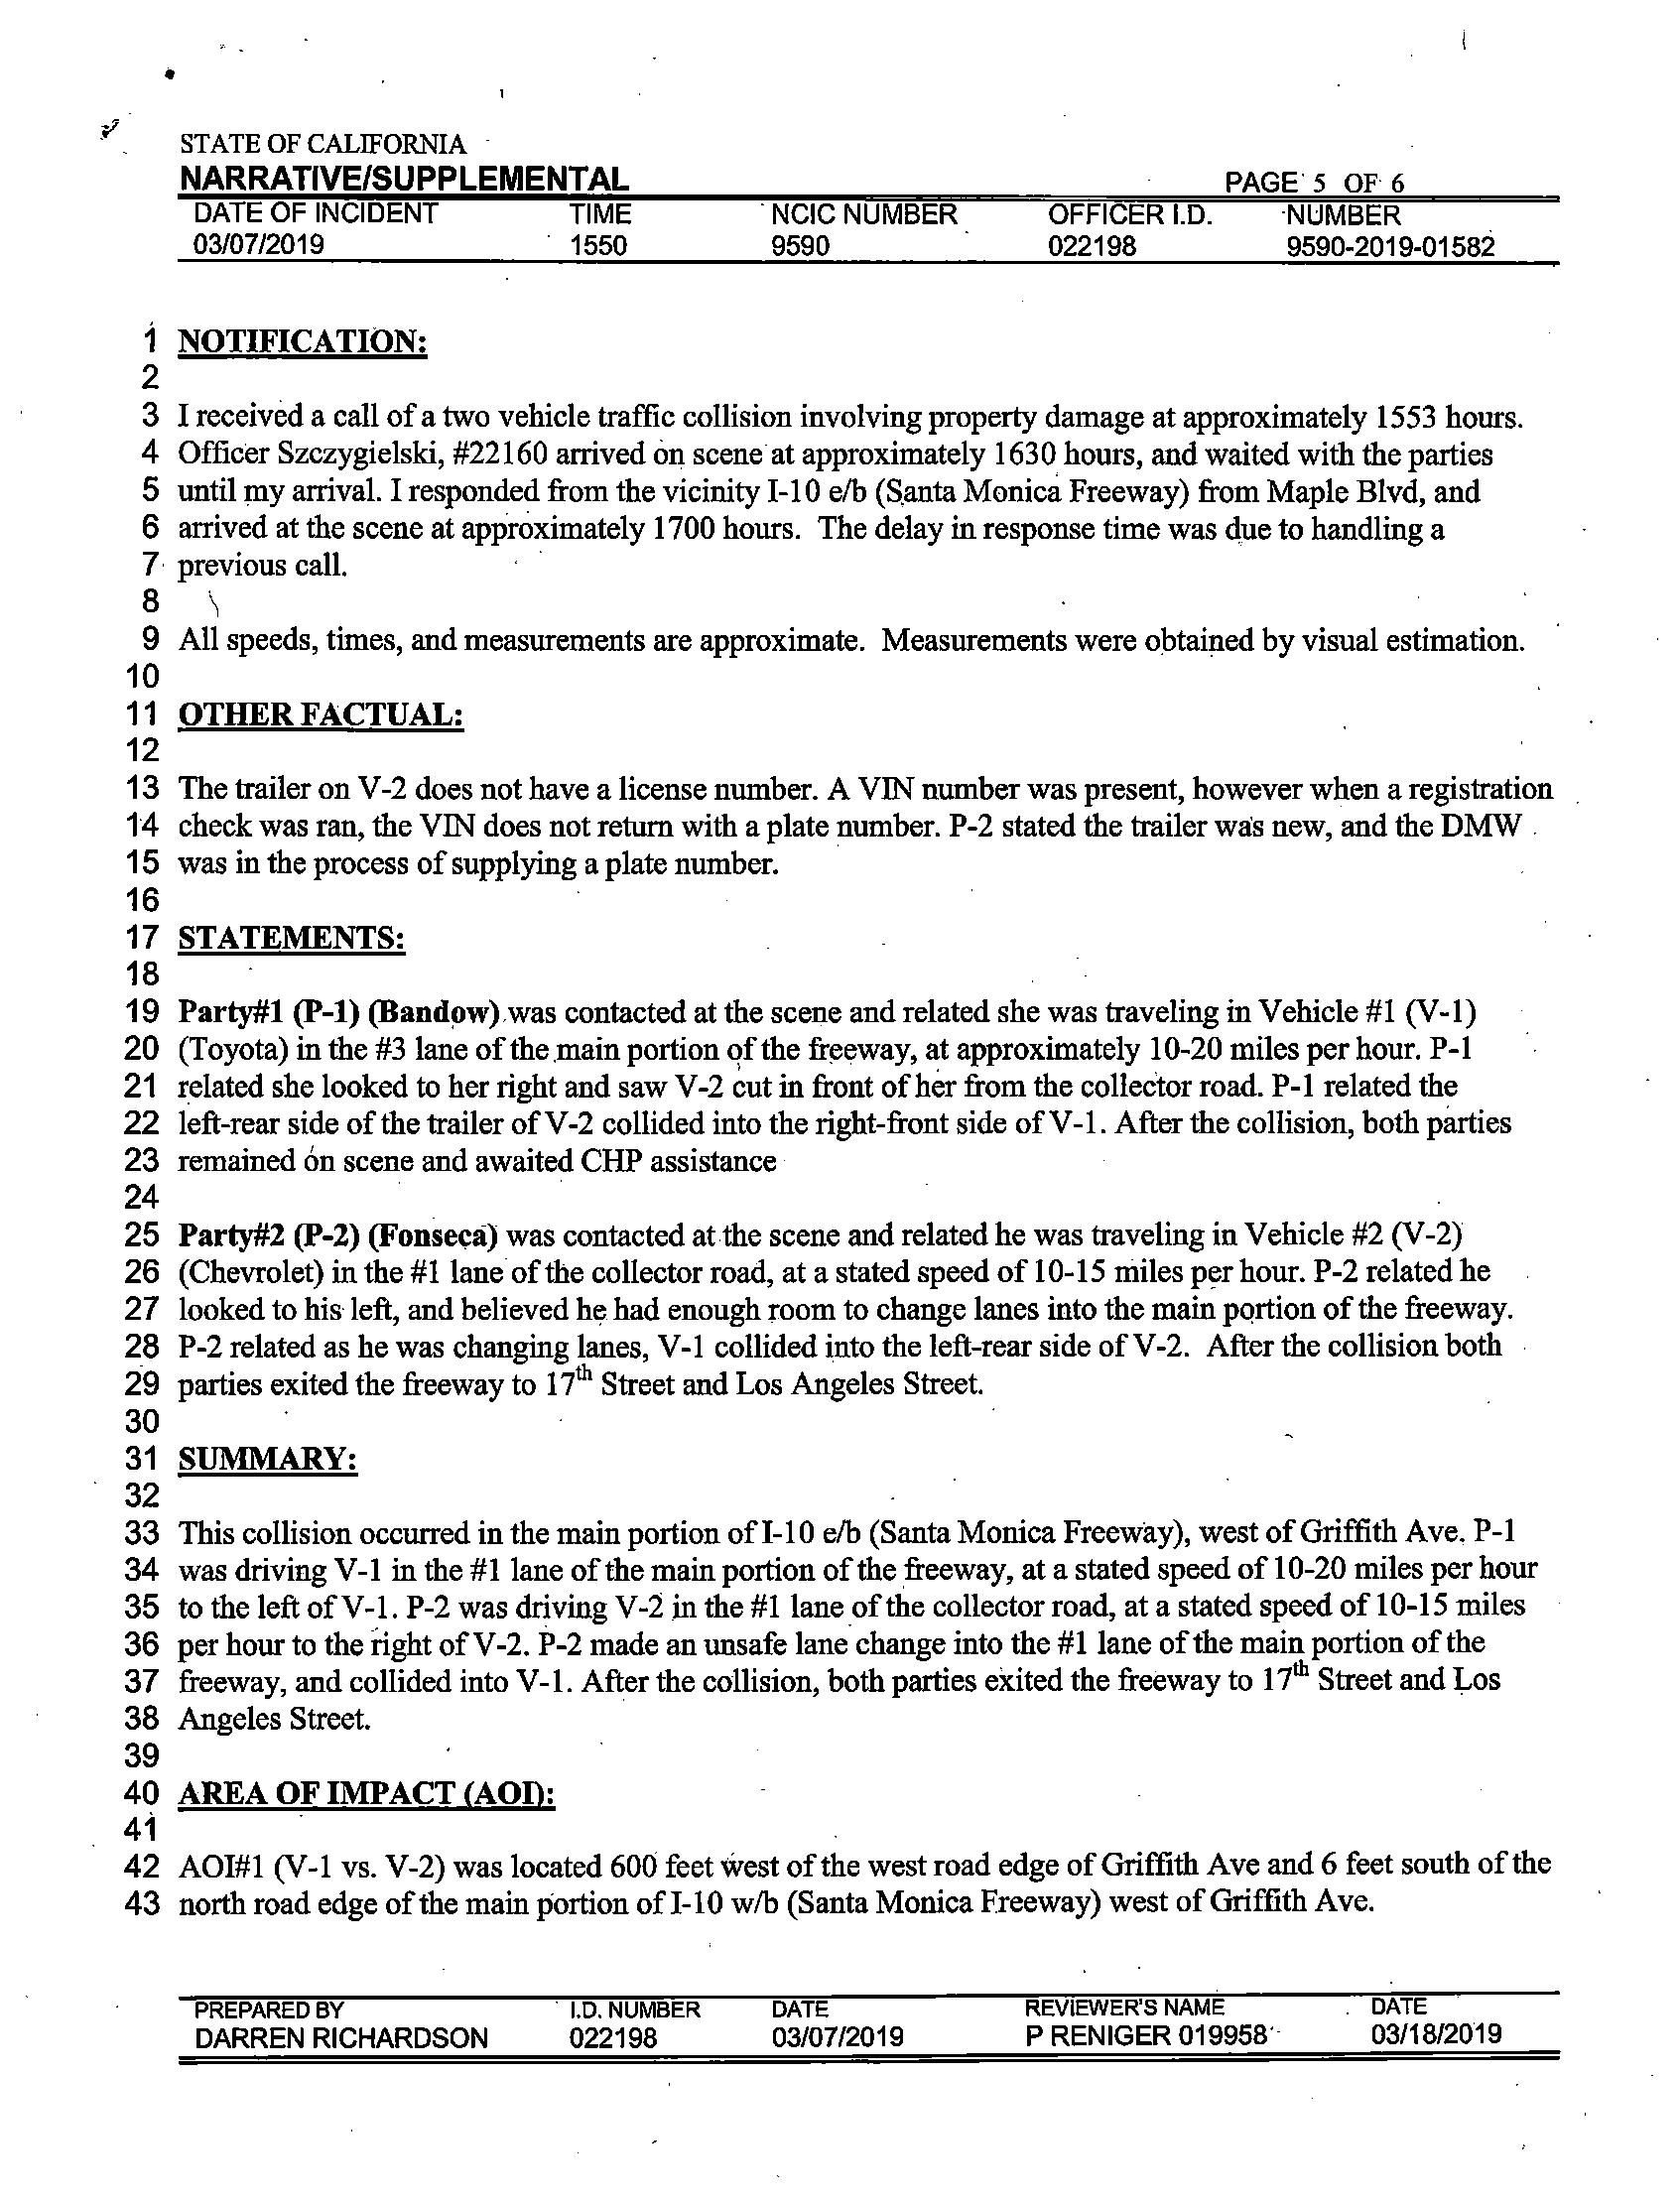 STATE OF CALIFORNIA
NARRATIVE/SUPPLEMENTAL PAGE 5 OF 6
DATE OF INCIDENT TIME NCIC NUMBER OFFICER I.D. NUMBER
03/07/2019 1550 9590 022198 9590-2019-01582
1 NOTIFICATION:
2
3 I received a call of a two vehicle traffic collision involving property damage at approximately 1553 hours.
4 Officer Szczygielski, #22160 arrived on scene at approximately 1630 hours, and waited with the parties
5 until my arrival. I responded from the vicinity I-10 e/b (Santa Monica Freeway) from Maple Blvd, and
6 arrived at the scene at approximately 1700 hours. The delay in response time was due to handling a
7 previous call.
8
9 All speeds, times, and measurements are approximate. Measurements were obtained by visual estimation.
10
11 OTHER FACTUAL:
12
13 The trailer on V-2 does not have a license number. A VIN number was present, however when a registration
14 check was ran, the VIN does not return with a plate number. P-2 stated the trailer was new, and the DMW
15 was in the process of supplying a plate number.
16
17 STATEMENTS:
18
19 Party#1 (P-1) (Bandow) was contacted at the scene and related she was traveling in Vehicle #1 (V-1)
20 (Toyota) in the #3 lane of the main portion of the freeway, at approximately 10-20 miles per hour. P-1
21 related she looked to her right and saw V-2 cut in front of her from the collector road. P-1 related the
22 left-rear side of the trailer of V-2 collided into the right-front side of V-1. After the collision, both parties
23 remained on scene and awaited CHP assistance
24
25 Party#2 (P-2) (Fonseca) was contacted at the scene and related he was traveling in Vehicle #2 (V-2)
26 (Chevrolet) in the #1 lane of the collector road, at a stated speed of 10-15 miles per hour. P-2 related he
27 looked to his left, and believed he had enough room to change lanes into the main portion of the freeway.
28 P-2 related as he was changing lanes, V-1 collided into the left-rear side of V-2. After the collision both
29 parties exited the freeway to 17th Street and Los Angeles Street.
30
31 SUMMARY:
32
33 This collision occurred in the main portion of I-10 e/b (Santa Monica Freeway), west of Griffith Ave. P-1
34 was driving V-1 in the #1 lane of the main portion of the freeway, at a stated speed of 10-20 miles per hour
35 to the left of V-1. P-2 was driving V-2 in the #1 lane of the collector road, at a stated speed of 10-15 miles
36 per hour to the right of V-2. P-2 made an unsafe lane change into the #1 lane of the main portion of the
37 freeway, and collided into V-1. After the collision, both parties exited the freeway to 17th Street and Los
38 Angeles Street.
39
40 AREA OF IMPACT (AOI):
41
42 AOI#1 (V-1 vs. V-2) was located 600 feet west of the west road edge of Griffith Ave and 6 feet south of the
43 north road edge of the main portion of I-10 w/b (Santa Monica Freeway) west of Griffith Ave.
PREPARED BY I.D. NUMBER DATE REVIEWER'S NAME DATE
DARREN RICHARDSON 022198 03/07/2019 P RENIGER 019958 03/18/2019